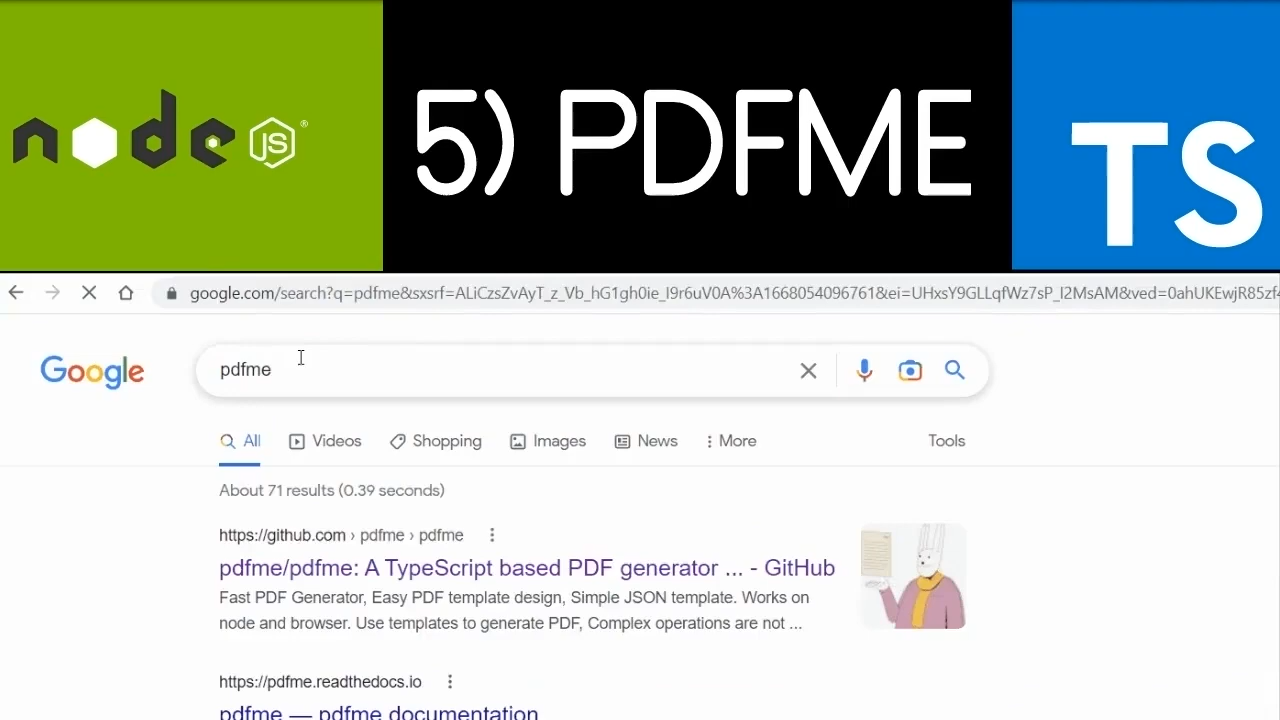 node JS ®
5) PDFME
TS
google.com/search?q=pdfme&sxsrf=ALiCzsZvAyT_z_Vb_hG1gh0ie_I9r6uV0A%3A1668054096761&ei=UHxsY9GLLqfWz7sP_I2MsAM&ved=0ahUKEwjR85zf
Google
pdfme
All Videos Shopping Images News More Tools
About 71 results (0.39 seconds)
https://github.com › pdfme › pdfme
pdfme/pdfme: A TypeScript based PDF generator ... - GitHub
Fast PDF Generator, Easy PDF template design, Simple JSON template. Works on
node and browser. Use templates to generate PDF, Complex operations are not ...
https://pdfme.readthedocs.io
pdfme — pdfme documentation